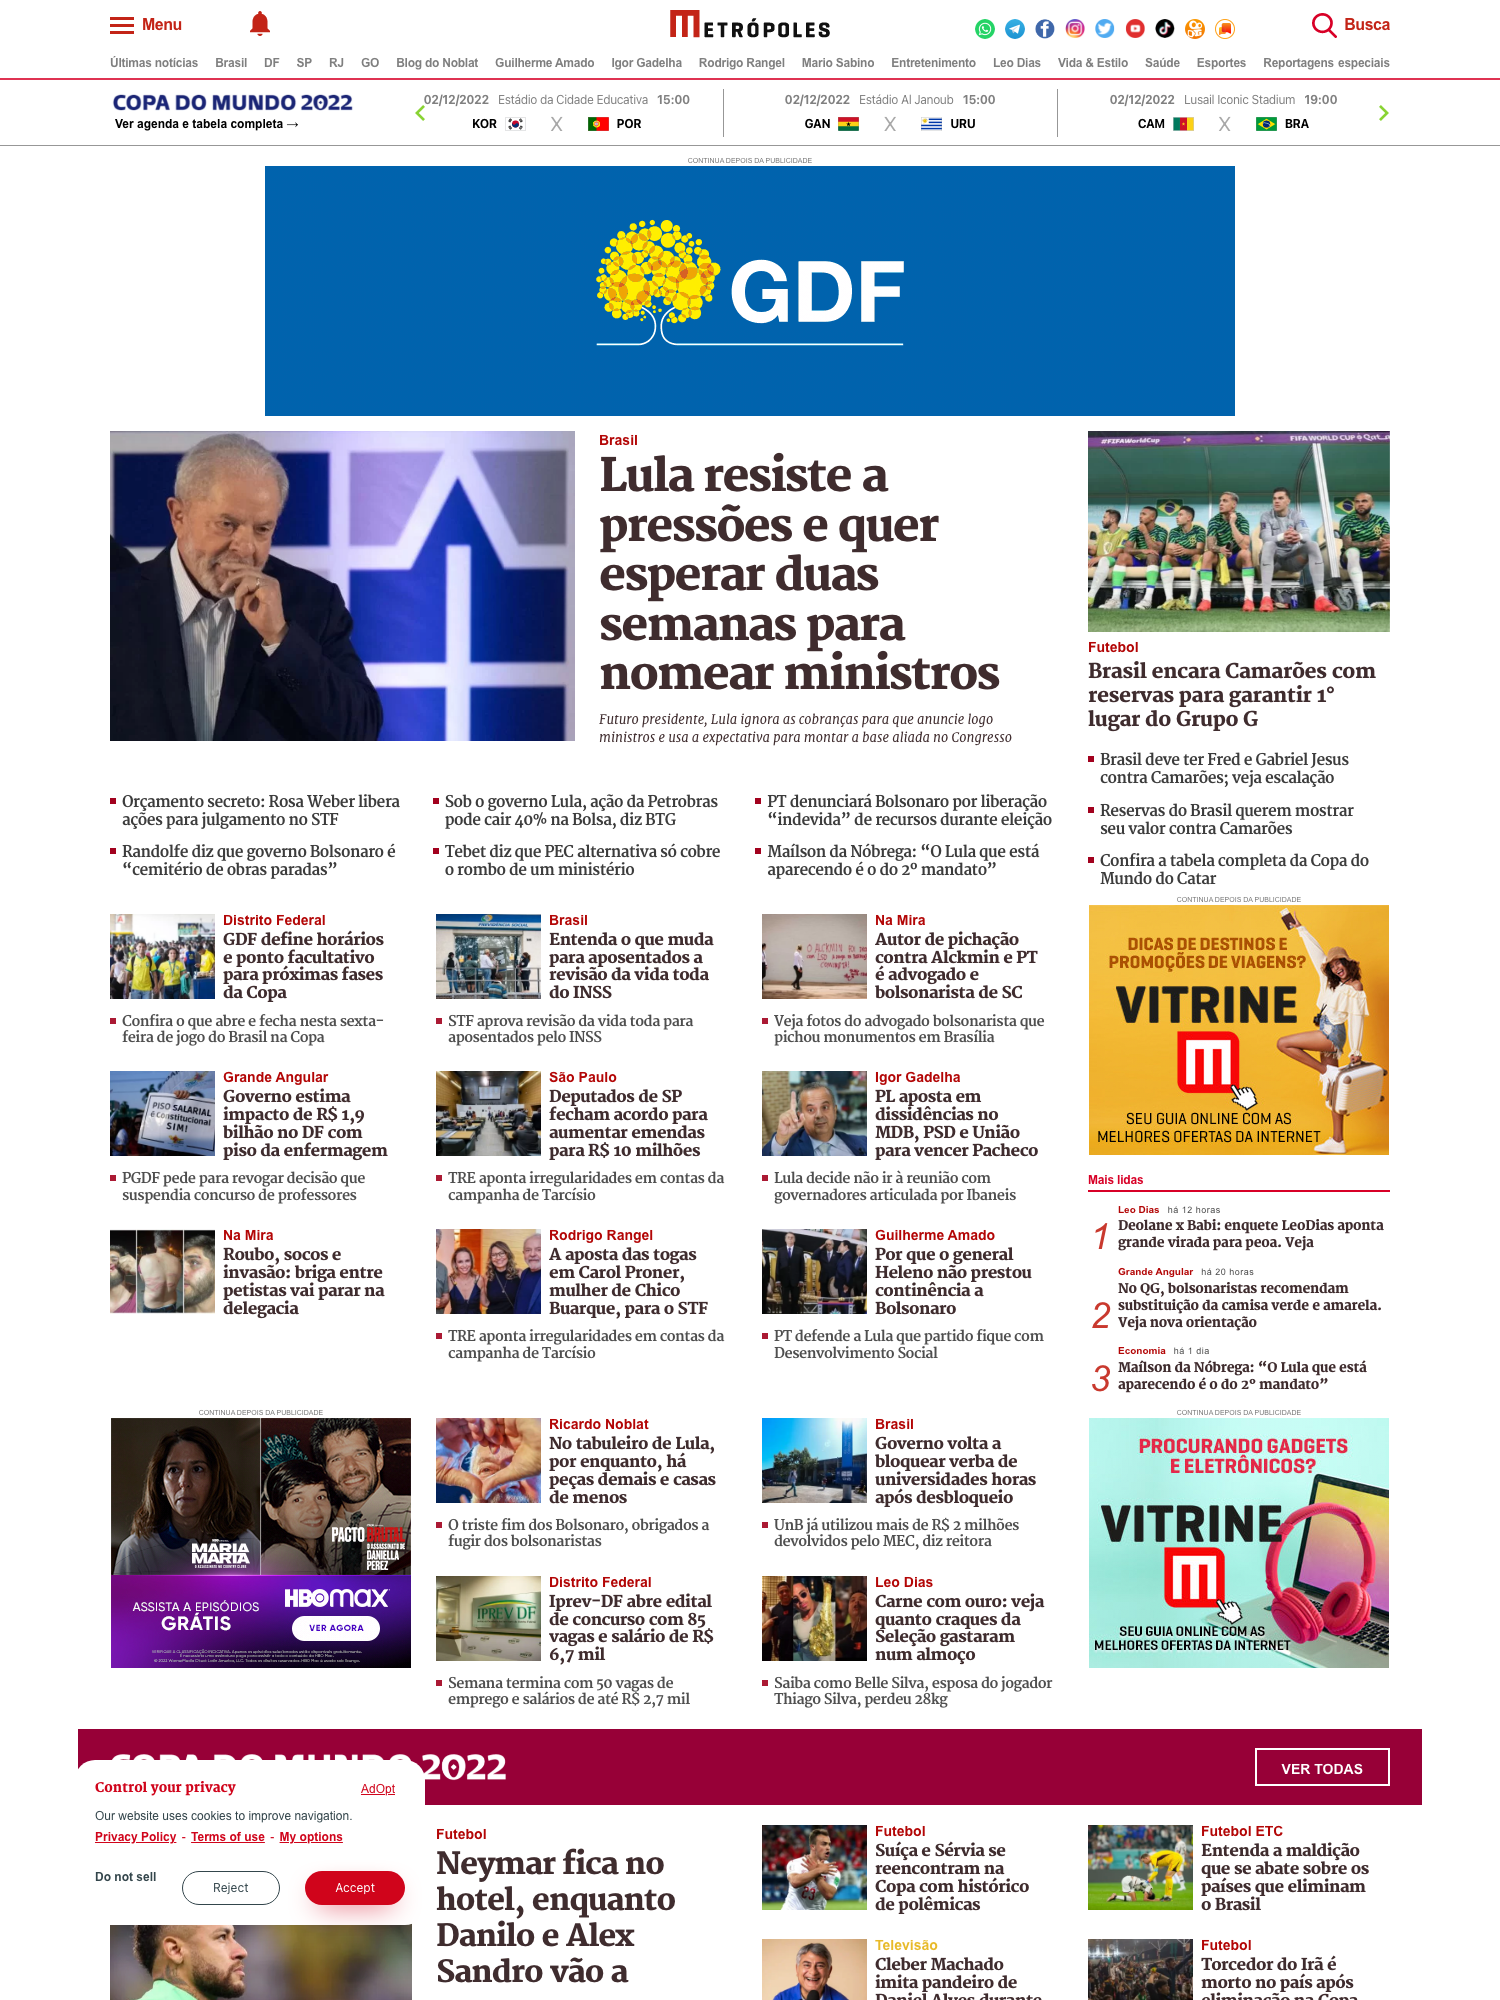 Menu
METRÓPOLES
Busca
Últimas notícias Brasil DF SP RJ GO Blog do Noblat Guilherme Amado Igor Gadelha Rodrigo Rangel Mario Sabino Entretenimento Leo Dias Vida & Estilo Saúde Esportes Reportagens especiais
COPA DO MUNDO 2022
Ver agenda e tabela completa →
02/12/2022 Estádio da Cidade Educativa 15:00
KOR X POR
02/12/2022 Estádio Al Janoub 15:00
GAN X URU
02/12/2022 Lusail Iconic Stadium 19:00
CAM X BRA
CONTINUA DEPOIS DA PUBLICIDADE
GDF
Brasil
Lula resiste a
pressões e quer
esperar duas
semanas para
nomear ministros
Futuro presidente, Lula ignora as cobranças para que anuncie logo
ministros e usa a expectativa para montar a base aliada no Congresso
#FIFAWorldCup
FIFA WORLD CUP
Futebol
Brasil encara Camarões com
reservas para garantir 1°
lugar do Grupo G
Brasil deve ter Fred e Gabriel Jesus
contra Camarões; veja escalação
Reservas do Brasil querem mostrar
seu valor contra Camarões
Confira a tabela completa da Copa do
Mundo do Catar
Orçamento secreto: Rosa Weber libera
ações para julgamento no STF
Sob o governo Lula, ação da Petrobras
pode cair 40% na Bolsa, diz BTG
PT denunciará Bolsonaro por liberação
“indevida” de recursos durante eleição
Randolfe diz que governo Bolsonaro é
“cemitério de obras paradas”
Tebet diz que PEC alternativa só cobre
o rombo de um ministério
Maílson da Nóbrega: “O Lula que está
aparecendo é o do 2º mandato”
Distrito Federal
GDF define horários
e ponto facultativo
para próximas fases
da Copa
Confira o que abre e fecha nesta sexta-
feira de jogo do Brasil na Copa
PREVIDÊNCIA SOCIAL
Brasil
Entenda o que muda
para aposentados a
revisão da vida toda
do INSS
STF aprova revisão da vida toda para
aposentados pelo INSS
Na Mira
Autor de pichação
contra Alckmin e PT
é advogado e
bolsonarista de SC
Veja fotos do advogado bolsonarista que
pichou monumentos em Brasília
PISO SALARIAL
é Constitucional
SIM!
Grande Angular
Governo estima
impacto de R$ 1,9
bilhão no DF com
piso da enfermagem
PGDF pede para revogar decisão que
suspendia concurso de professores
São Paulo
Deputados de SP
fecham acordo para
aumentar emendas
para R$ 10 milhões
TRE aponta irregularidades em contas da
campanha de Tarcísio
Igor Gadelha
PL aposta em
dissidências no
MDB, PSD e União
para vencer Pacheco
Lula decide não ir à reunião com
governadores articulada por Ibaneis
Na Mira
Roubo, socos e
invasão: briga entre
petistas vai parar na
delegacia
Rodrigo Rangel
A aposta das togas
em Carol Proner,
mulher de Chico
Buarque, para o STF
TRE aponta irregularidades em contas da
campanha de Tarcísio
Guilherme Amado
Por que o general
Heleno não prestou
continência a
Bolsonaro
PT defende a Lula que partido fique com
Desenvolvimento Social
CONTINUA DEPOIS DA PUBLICIDADE
DICAS DE DESTINOS E
PROMOÇÕES DE VIAGENS?
VITRINE
M
SEU GUIA ONLINE COM AS
MELHORES OFERTAS DA INTERNET
Mais lidas
1
Leo Dias há 12 horas
Deolane x Babi: enquete LeoDias aponta
grande virada para peoa. Veja
2
Grande Angular há 20 horas
No QG, bolsonaristas recomendam
substituição da camisa verde e amarela.
Veja nova orientação
3
Economia há 1 dia
Maílson da Nóbrega: “O Lula que está
aparecendo é o do 2º mandato”
CONTINUA DEPOIS DA PUBLICIDADE
HAPPY
NEW YEAR
MARIA
MARTA
PACTO BRUTAL
O ASSASSINATO DE
DANIELLA
PEREZ
ASSISTA A EPISÓDIOS
GRÁTIS
HBOMAX
VER AGORA
Ricardo Noblat
No tabuleiro de Lula,
por enquanto, há
peças demais e casas
de menos
O triste fim dos Bolsonaro, obrigados a
fugir dos bolsonaristas
Brasil
Governo volta a
bloquear verba de
universidades horas
após desbloqueio
UnB já utilizou mais de R$ 2 milhões
devolvidos pelo MEC, diz reitora
IPREV DF
Distrito Federal
Iprev-DF abre edital
de concurso com 85
vagas e salário de R$
6,7 mil
Semana termina com 50 vagas de
emprego e salários de até R$ 2,7 mil
Leo Dias
Carne com ouro: veja
quanto craques da
Seleção gastaram
num almoço
Saiba como Belle Silva, esposa do jogador
Thiago Silva, perdeu 28kg
CONTINUA DEPOIS DA PUBLICIDADE
PROCURANDO GADGETS
E ELETRÔNICOS?
VITRINE
M
SEU GUIA ONLINE COM AS
MELHORES OFERTAS DA INTERNET
COPA DO MUNDO 2022
VER TODAS
Control your privacy
AdOpt
Our website uses cookies to improve navigation.
Privacy Policy - Terms of use - My options
Do not sell
Reject
Accept
Futebol
Neymar fica no
hotel, enquanto
Danilo e Alex
Sandro vão a
Futebol
Suíça e Sérvia se
reencontram na
Copa com histórico
de polêmicas
Futebol ETC
Entenda a maldição
que se abate sobre os
países que eliminam
o Brasil
Televisão
Cleber Machado
imita pandeiro de
Daniel Alves durante
Futebol
Torcedor do Irã é
morto no país após
eliminação na Copa